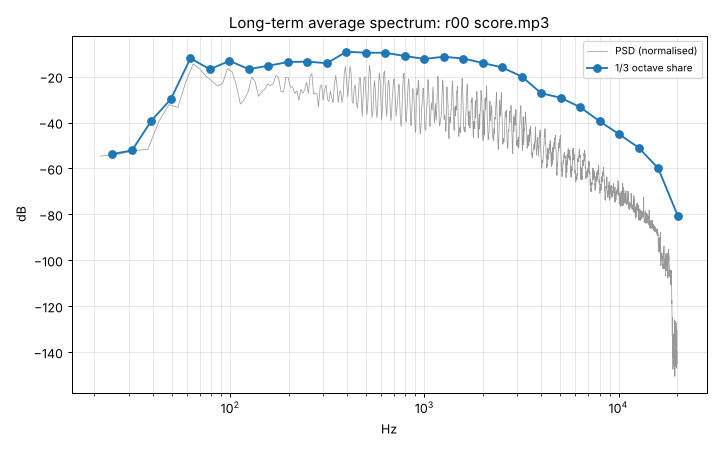 Long-term average spectrum: r00 score.mp3
PSD (normalised)
1/3 octave share
dB
−20
−40
−60
−80
−100
−120
−140
10²
10³
10⁴
Hz